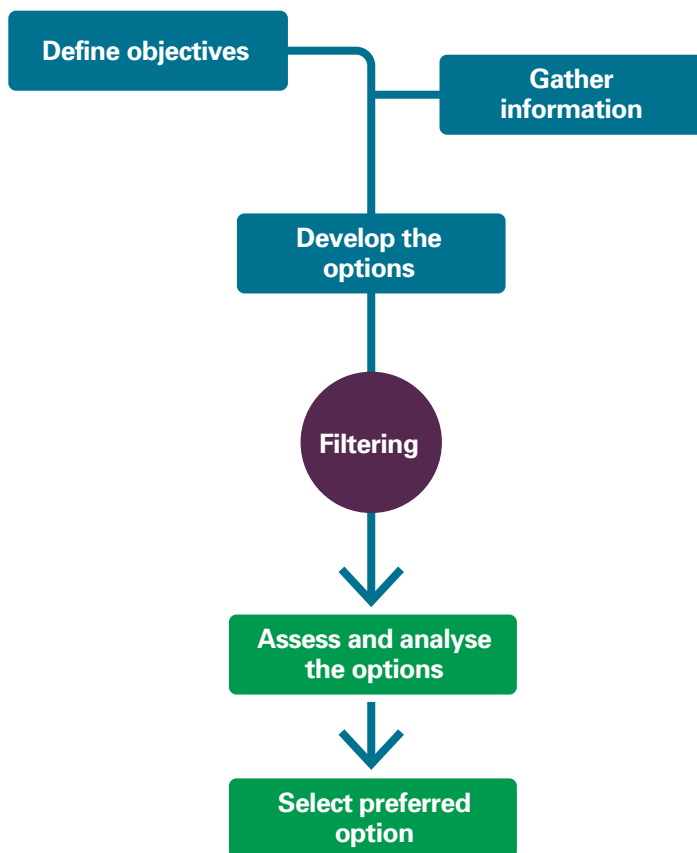 Define objectives
Gather
information
Develop the
options
Filtering
Assess and analyse
the options
Select preferred
option